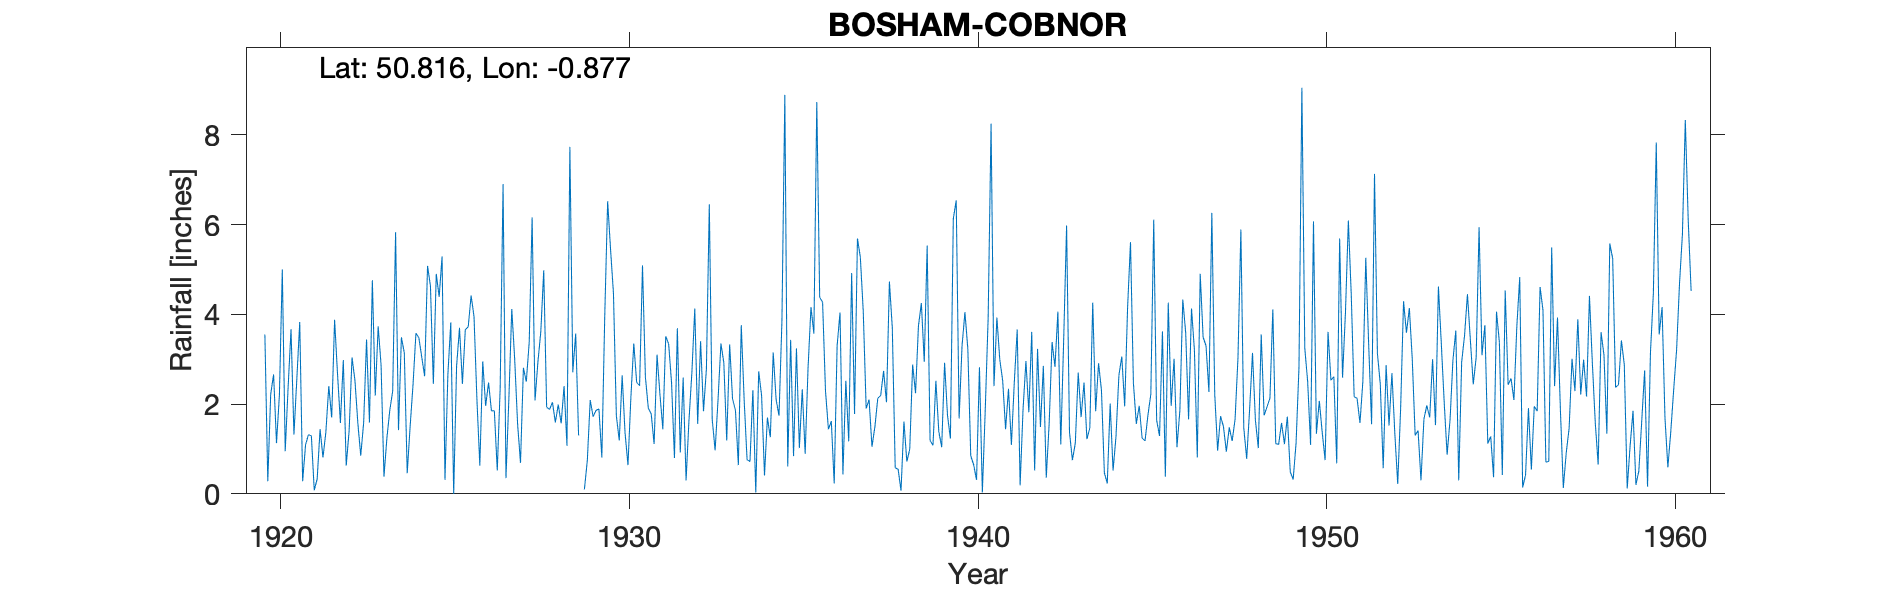 BOSHAM-COBNOR
Lat: 50.816, Lon: -0.877
8
6
4
2
0
Rainfall [inches]
1920 1930 1940 1950 1960
Year